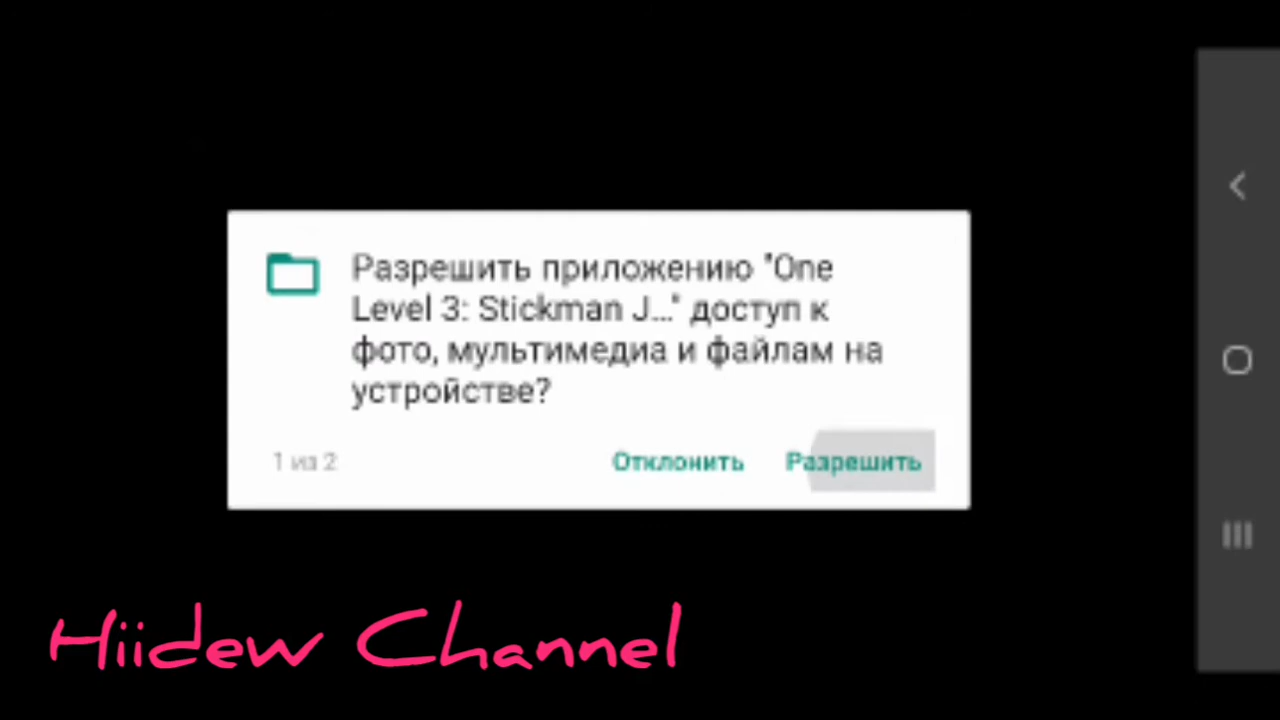 Разрешить приложению "One
Level 3: Stickman J..." доступ к
фото, мультимедиа и файлам на
устройстве?
1 из 2
Отклонить
Разрешить
Hiidew Channel